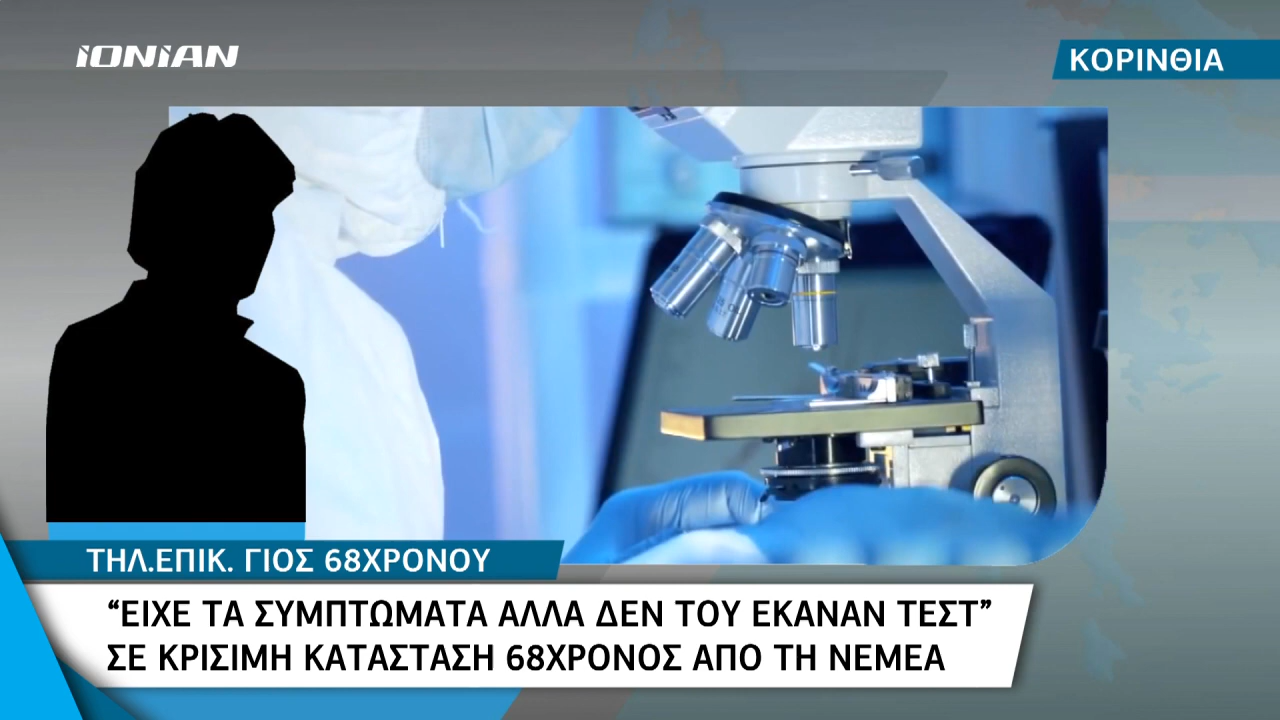 IONIAN
ΚΟΡΙΝΘΙΑ
ΤΗΛ.ΕΠΙΚ. ΓΙΟΣ 68ΧΡΟΝΟΥ
“ΕΙΧΕ ΤΑ ΣΥΜΠΤΩΜΑΤΑ ΑΛΛΑ ΔΕΝ ΤΟΥ ΕΚΑΝΑΝ ΤΕΣΤ”
ΣΕ ΚΡΙΣΙΜΗ ΚΑΤΑΣΤΑΣΗ 68ΧΡΟΝΟΣ ΑΠΟ ΤΗ ΝΕΜΕΑ